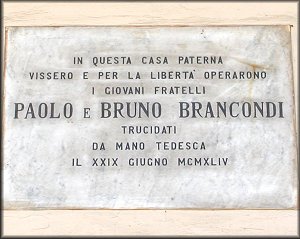 IN QUESTA CASA PATERNA
VISSERO E PER LA LIBERTA' OPERARONO
I GIOVANI FRATELLI
PAOLO E BRUNO BRANCONDI
TRUCIDATI
DA MANO TEDESCA
IL XXIX GIUGNO MCMXLIV